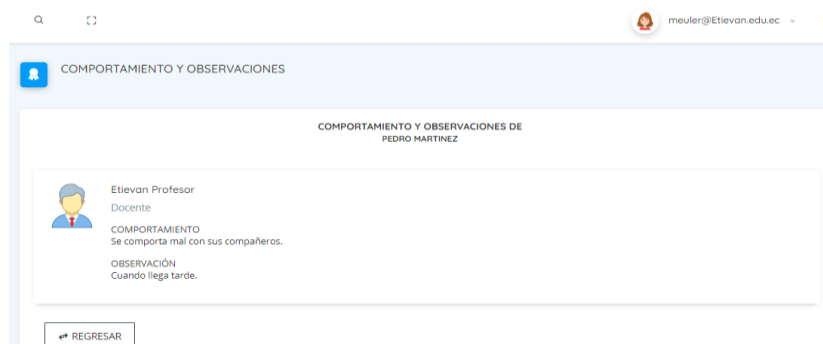 meuler@Etievan.edu.ec
COMPORTAMIENTO Y OBSERVACIONES
COMPORTAMIENTO Y OBSERVACIONES DE
PEDRO MARTINEZ
Etievan Profesor
Docente
COMPORTAMIENTO
Se comporta mal con sus compañeros.
OBSERVACIÓN
Cuando llega tarde.
REGRESAR